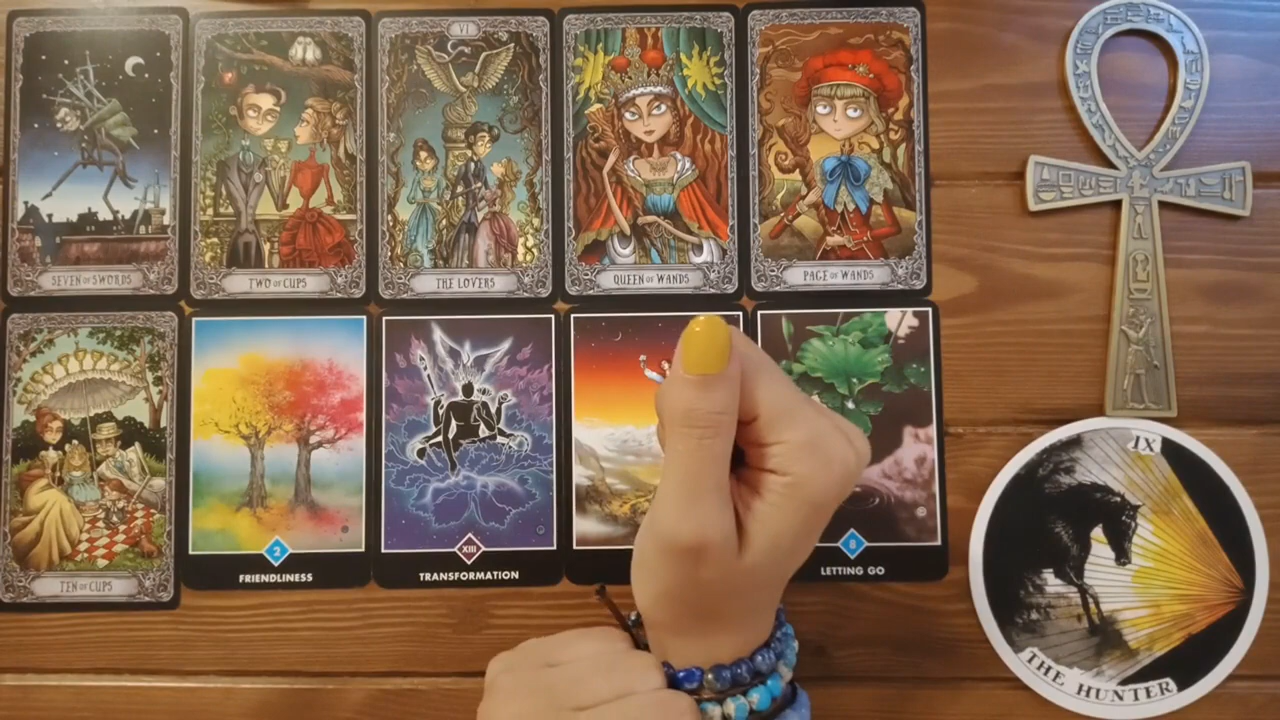 SEVEN OF SWORDS
TWO OF CUPS
VI
THE LOVERS
QUEEN OF WANDS
PAGE OF WANDS
TEN OF CUPS
2
FRIENDLINESS
XIII
TRANSFORMATION
8
LETTING GO
IX
THE HUNTER